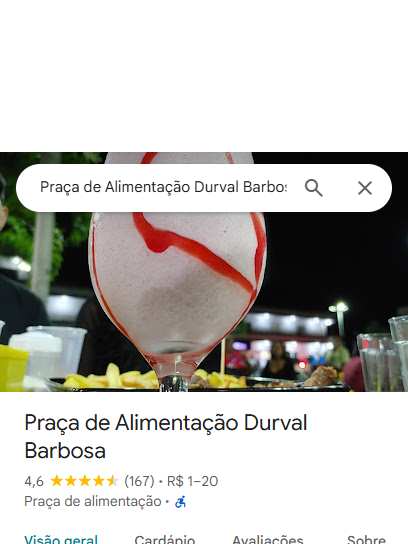 Praça de Alimentação Durval Barbos
Praça de Alimentação Durval
Barbosa
4,6 (167) • R$ 1–20
Praça de alimentação •
Visão geral Cardápio Avaliações Sobre